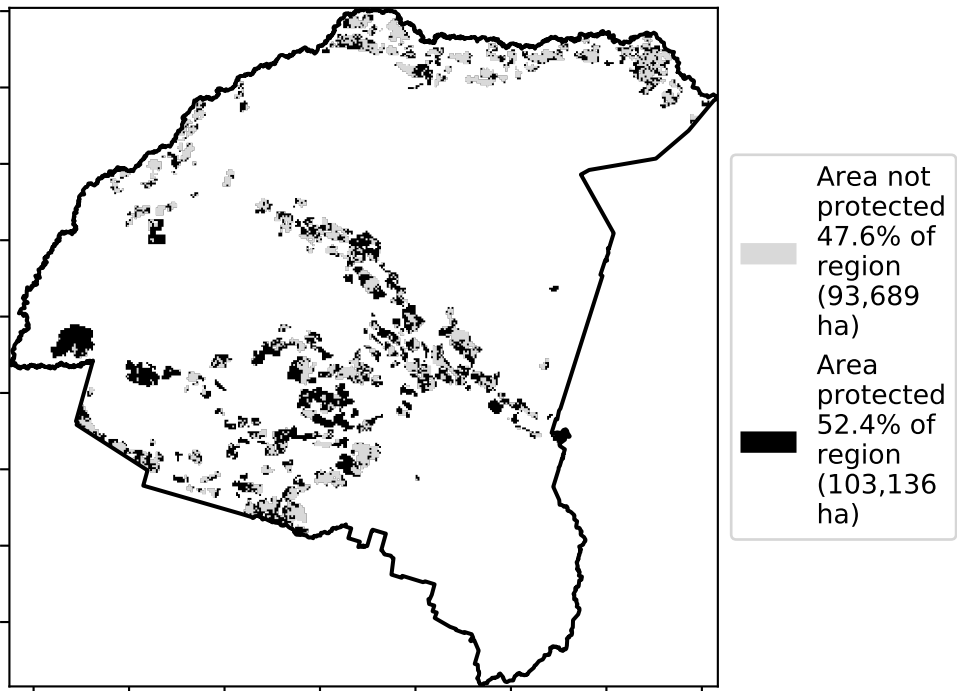 Area not
protected
47.6% of
region
(93,689
ha)
Area
protected
52.4% of
region
(103,136
ha)